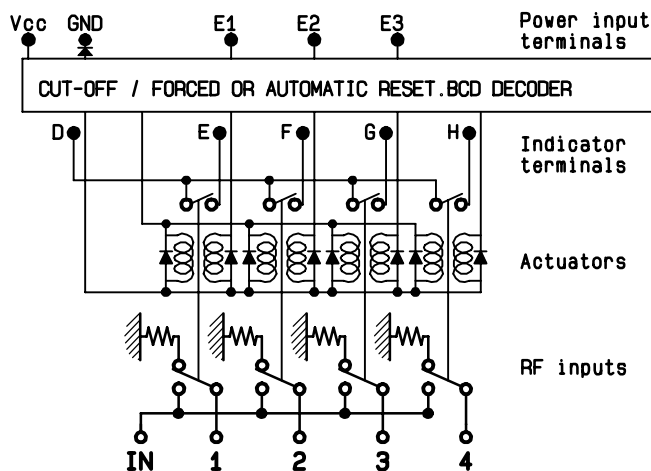 Vcc GND E1 E2 E3 Power input
terminals
CUT-OFF / FORCED OR AUTOMATIC RESET.BCD DECODER
D E F G H Indicator
terminals
Actuators
RF inputs
IN 1 2 3 4